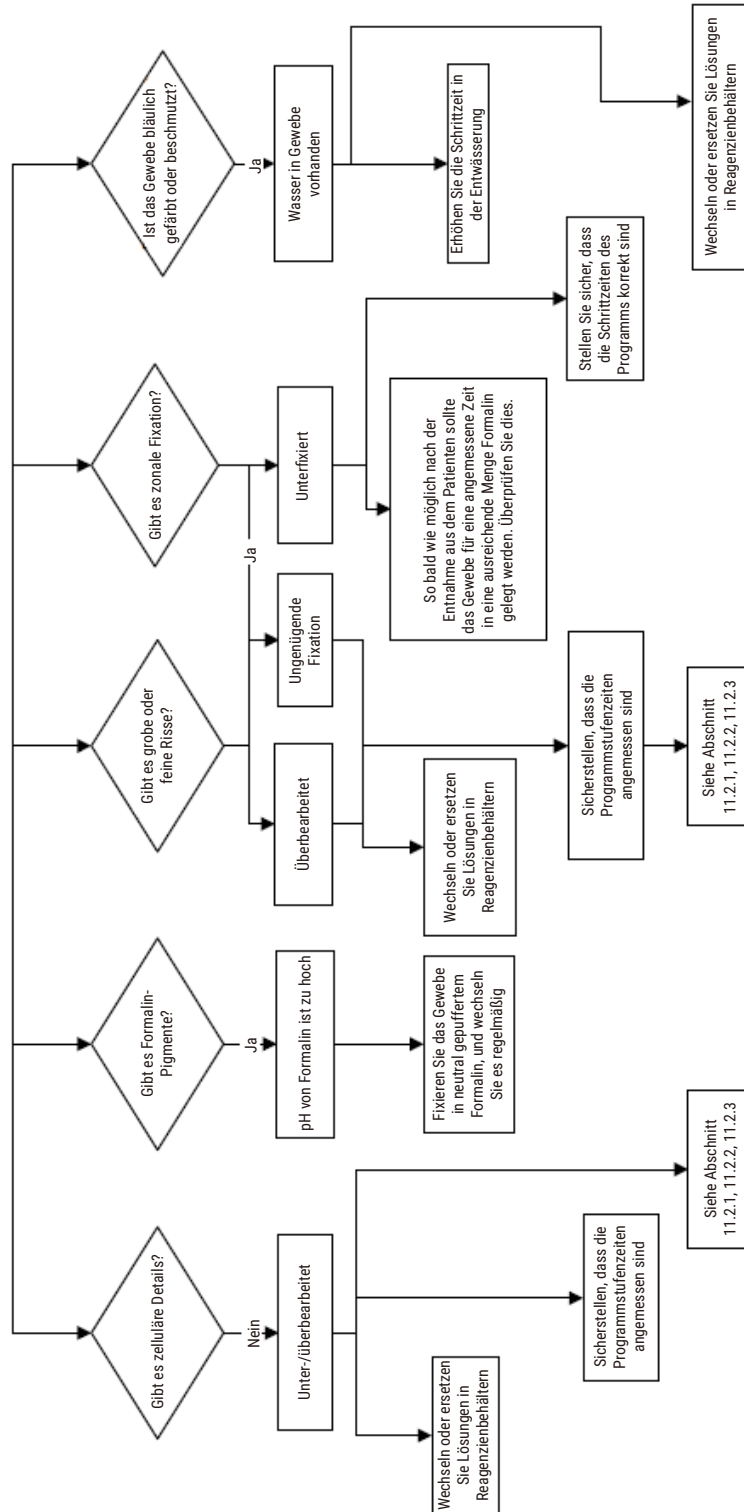 Gibt es zelluläre Details?
Nein
Unter-/überbearbeitet
Wechseln oder ersetzen
Sie Lösungen in
Reagenzienbehältern
Sicherstellen, dass die
Programmstufenzeiten
angemessen sind
Siehe Abschnitt
11.2.1, 11.2.2, 11.2.3
Gibt es Formalin-
Pigmente?
Ja
pH von Formalin ist zu hoch
Fixieren Sie das Gewebe
in neutral gepuffertem
Formalin, und wechseln
Sie es regelmäßig
Gibt es grobe oder
feine Risse?
Überbearbeitet
Ungenügende
Fixation
Wechseln oder ersetzen
Sie Lösungen in
Reagenzienbehältern
Sicherstellen, dass die
Programmstufenzeiten
angemessen sind
Siehe Abschnitt
11.2.1, 11.2.2, 11.2.3
Gibt es zonale Fixation?
Ja
Unterfixiert
So bald wie möglich nach der
Entnahme aus dem Patienten sollte
das Gewebe für eine angemessene Zeit
in eine ausreichende Menge Formalin
gelegt werden. Überprüfen Sie dies.
Stellen Sie sicher, dass
die Schrittzeiten des
Programms korrekt sind
Ist das Gewebe bläulich
gefärbt oder beschmutzt?
Ja
Wasser in Gewebe
vorhanden
Erhöhen Sie die Schrittzeit in
der Entwässerung
Wechseln oder ersetzen Sie Lösungen
in Reagenzienbehältern